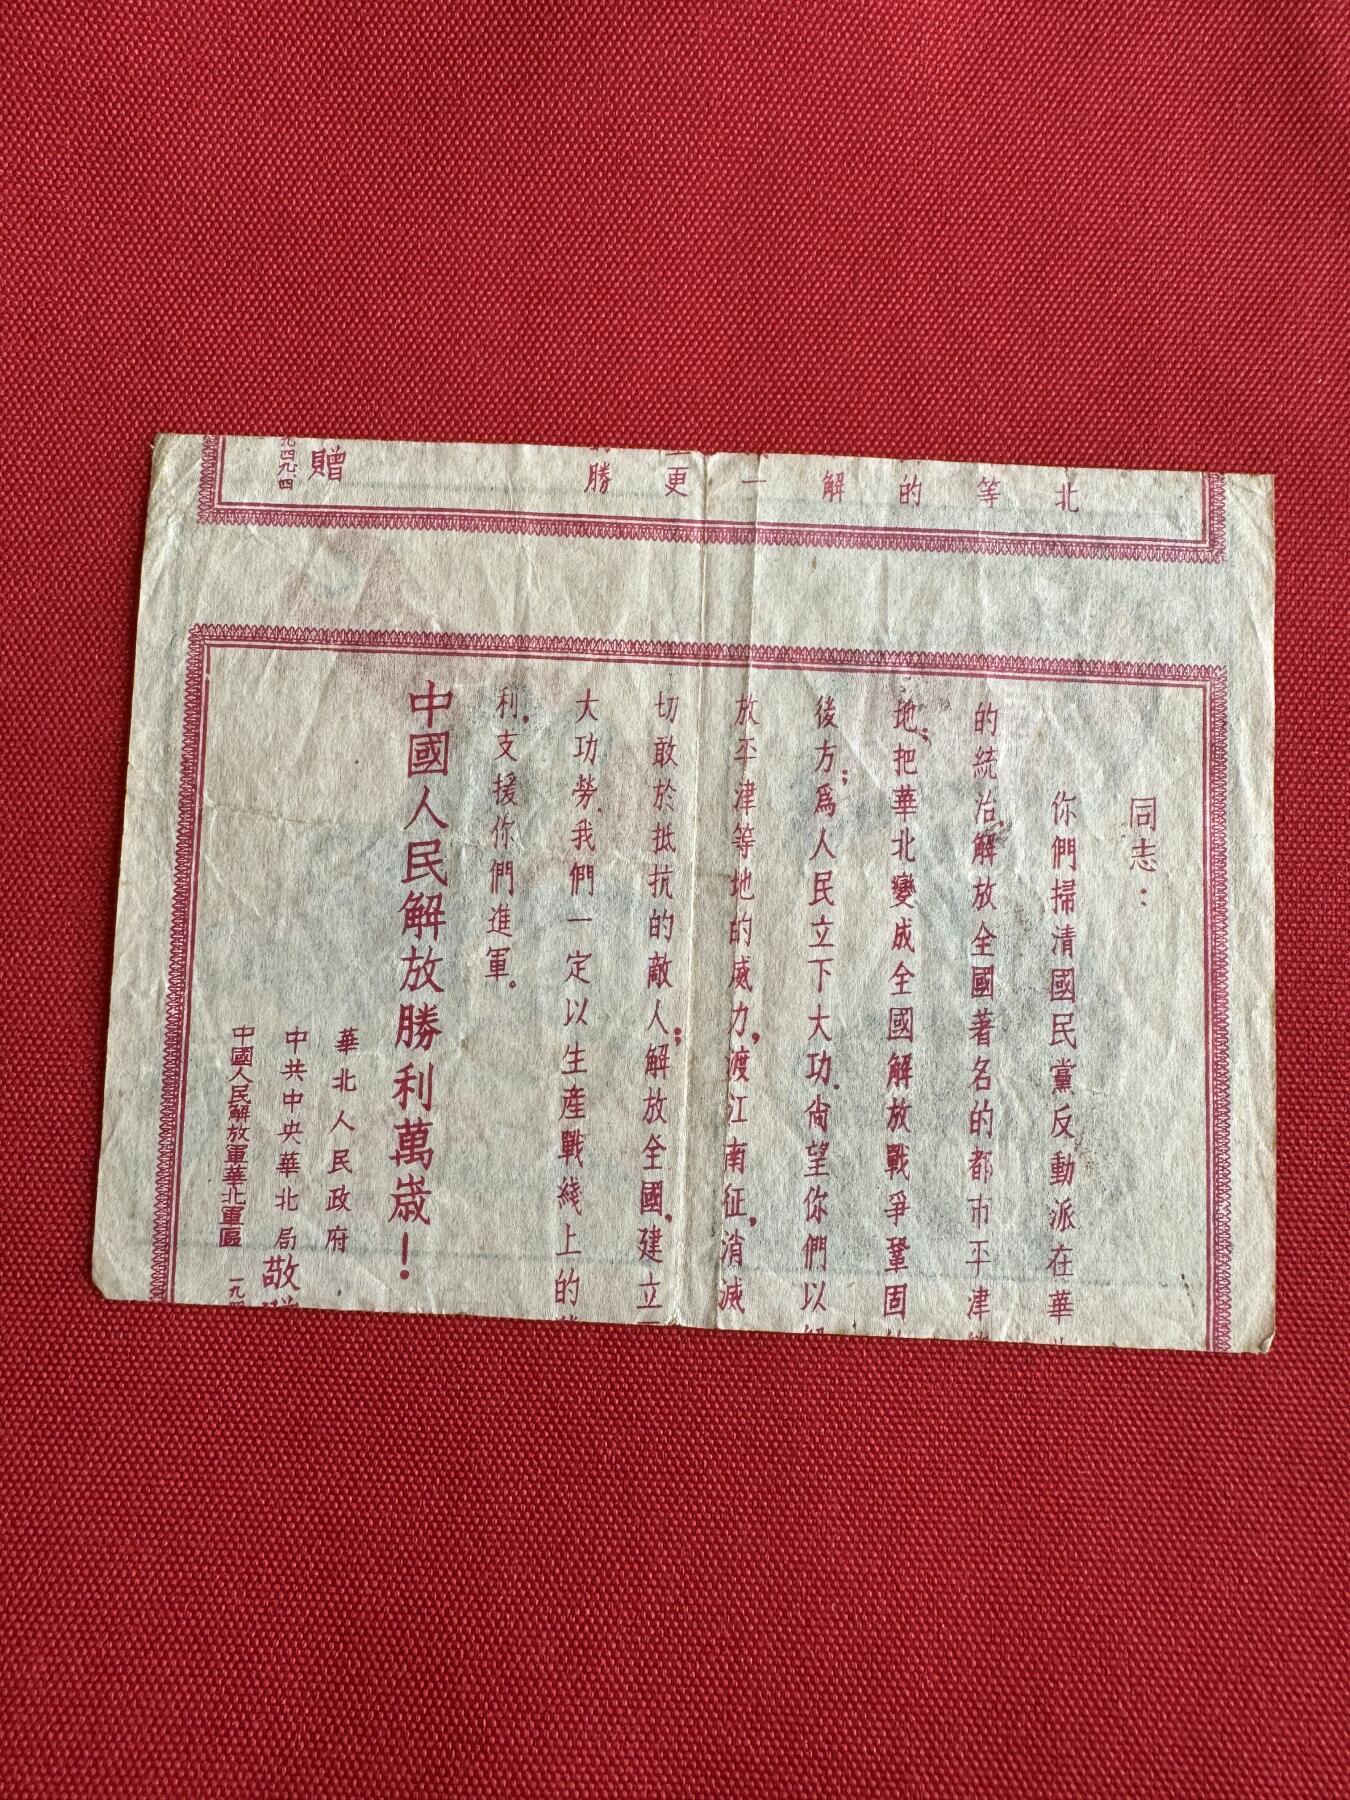 北
等
的
解
一
更
勝
贈
九四九.四
同志：
你們掃清國民黨反動派在華
的統治，解放全國著名的都市平津
地；把華北變成全國解放戰爭鞏固
後方；爲人民立下大功．尚望你們以
放平津等地的威力，渡江南征，消滅
切敢於抵抗的敵人；解放全國，建立
大功勞．我們一定以生產戰綫上的
利，支援你們進軍。
中國人民解放勝利萬歲！
華北人民政府
中共中央華北局
中國人民解放軍華北軍區
敬
一九